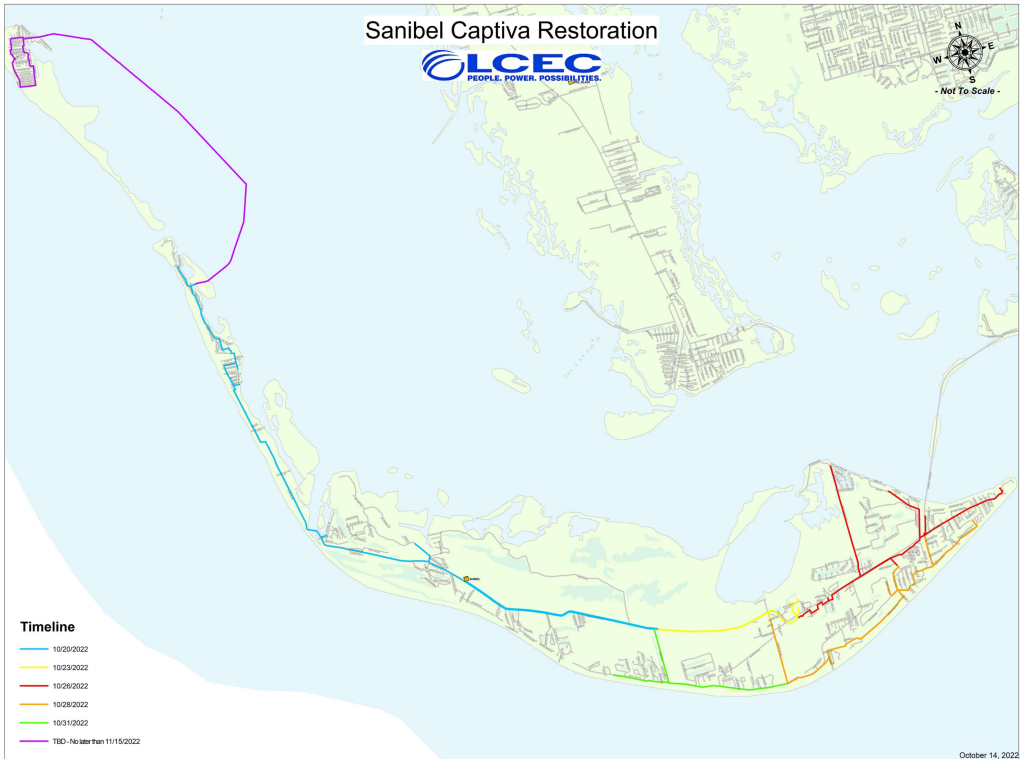 Sanibel Captiva Restoration
LCEC
PEOPLE. POWER. POSSIBILITIES.
N
W
E
S
- Not To Scale -
SANIBEL
Timeline
10/20/2022
10/23/2022
10/26/2022
10/28/2022
10/31/2022
TBD - No later than 11/15/2022
October 14, 2022